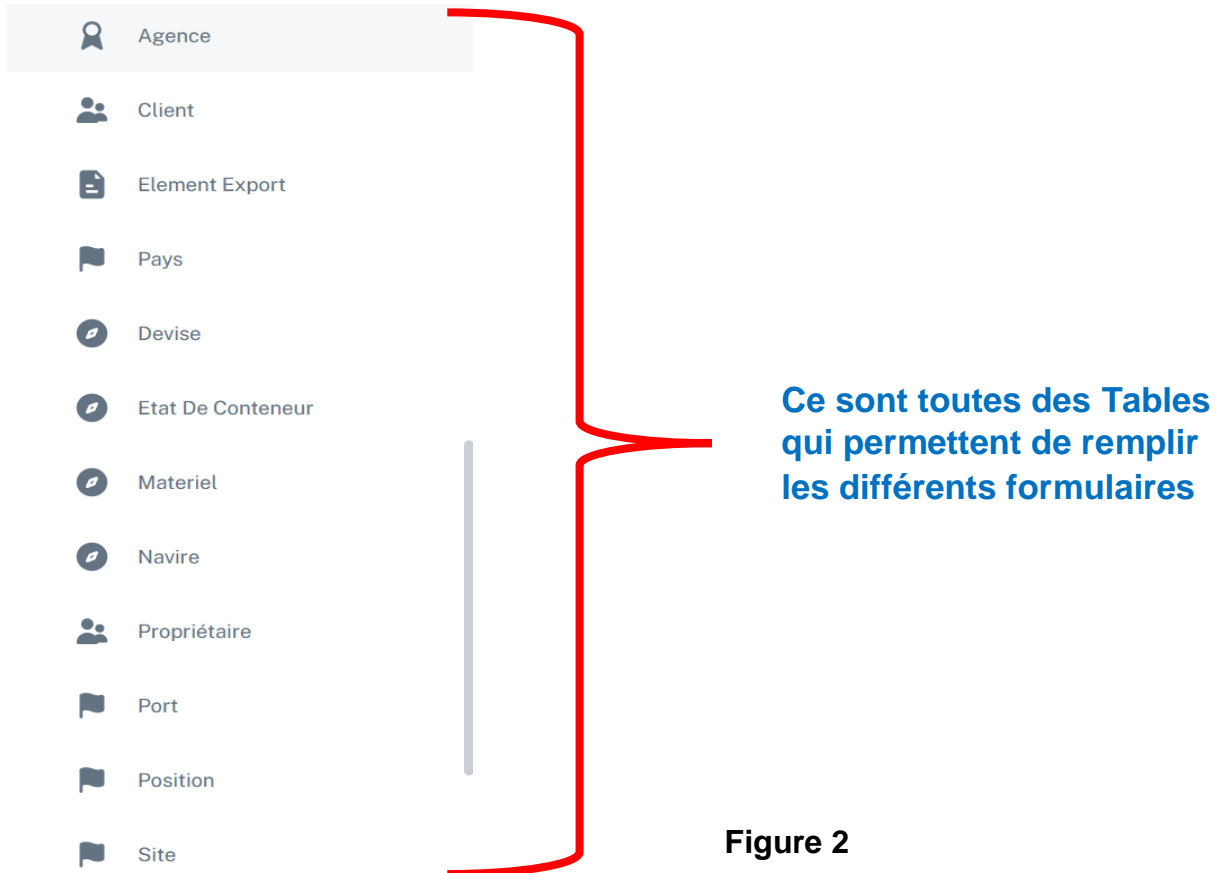 Agence
Client
Element Export
Pays
Devise
Etat De Conteneur
Materiel
Navire
Propriétaire
Port
Position
Site
Ce sont toutes des Tables
qui permettent de remplir
les différents formulaires
Figure 2